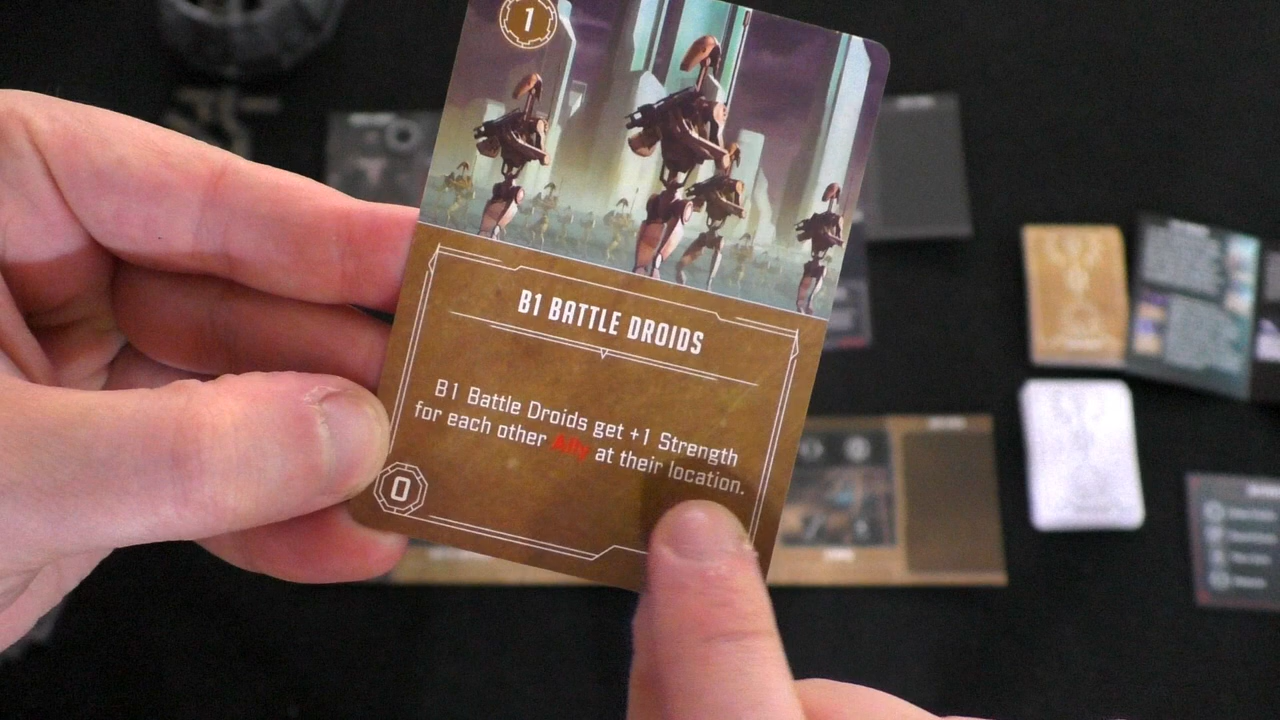 1
B1 BATTLE DROIDS
B1 Battle Droids get +1 Strength
for each other Ally at their location.
0